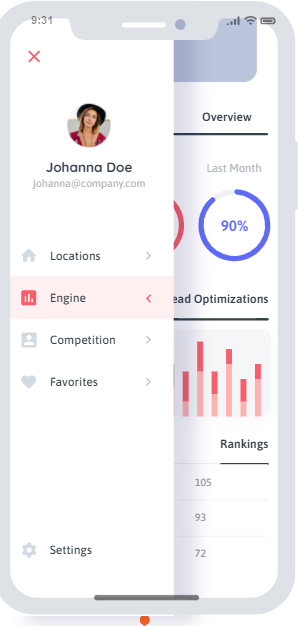 9:31
Johanna Doe
johanna@company.com
Locations
Engine
Competition
Favorites
Settings
Overview
Last Month
90%
ead Optimizations
Rankings
105
93
72